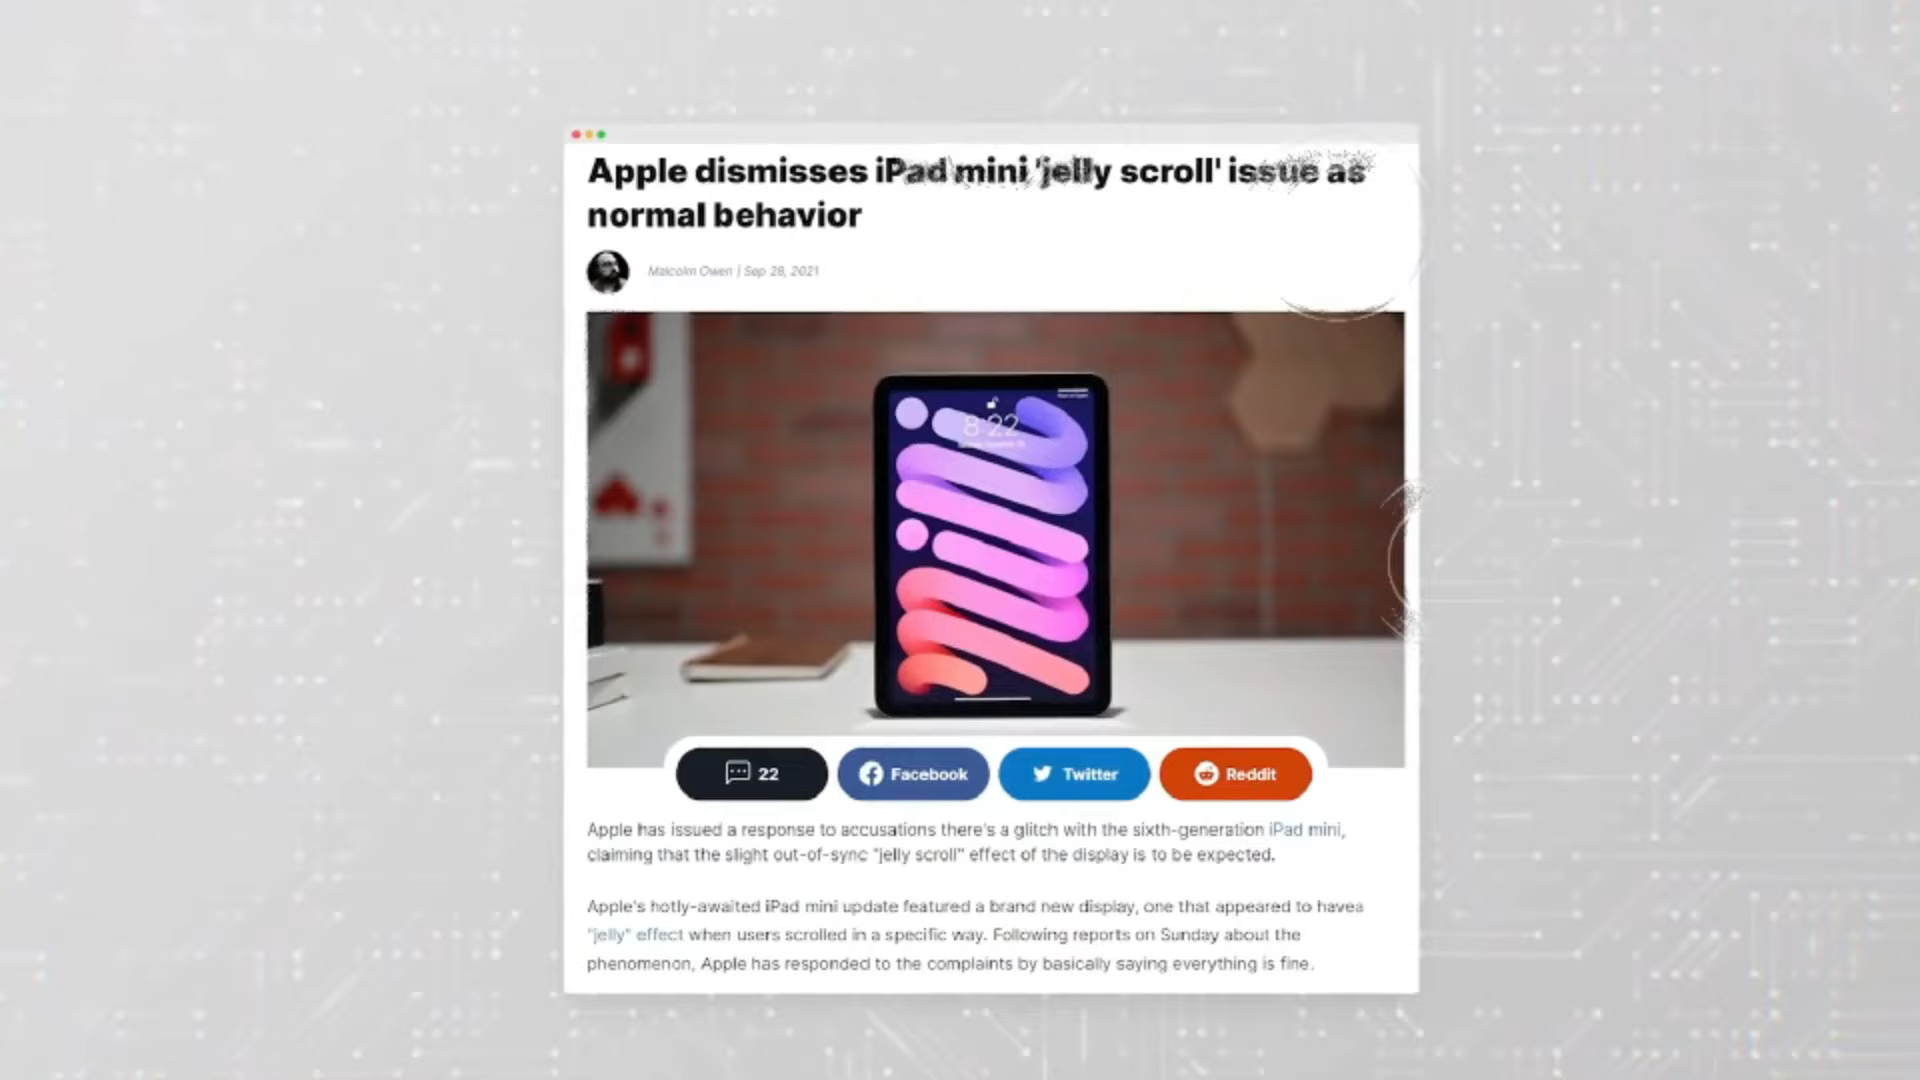 Apple dismisses iPad mini 'jelly scroll' issue as
normal behavior
Malcolm Owen | Sep 28, 2021
8:22
22
Facebook
Twitter
Reddit
Apple has issued a response to accusations there's a glitch with the sixth-generation iPad mini,
claiming that the slight out-of-sync "jelly scroll" effect of the display is to be expected.
Apple's hotly-awaited iPad mini update featured a brand new display, one that appeared to havea
"jelly" effect when users scrolled in a specific way. Following reports on Sunday about the
phenomenon, Apple has responded to the complaints by basically saying everything is fine.